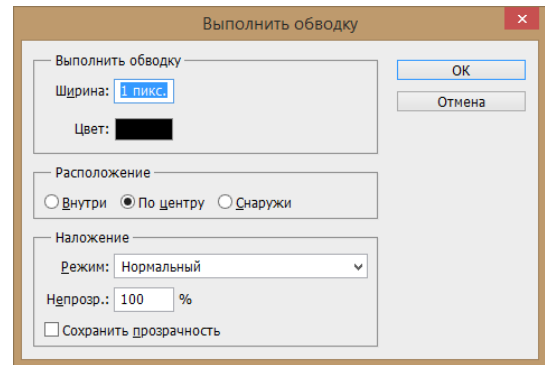 Выполнить обводку
Выполнить обводку
Ширина: 1 пикс.
Цвет:
OK
Отмена
Расположение
Внутри По центру Снаружи
Наложение
Режим: Нормальный
Непрозр.: 100 %
Сохранить прозрачность